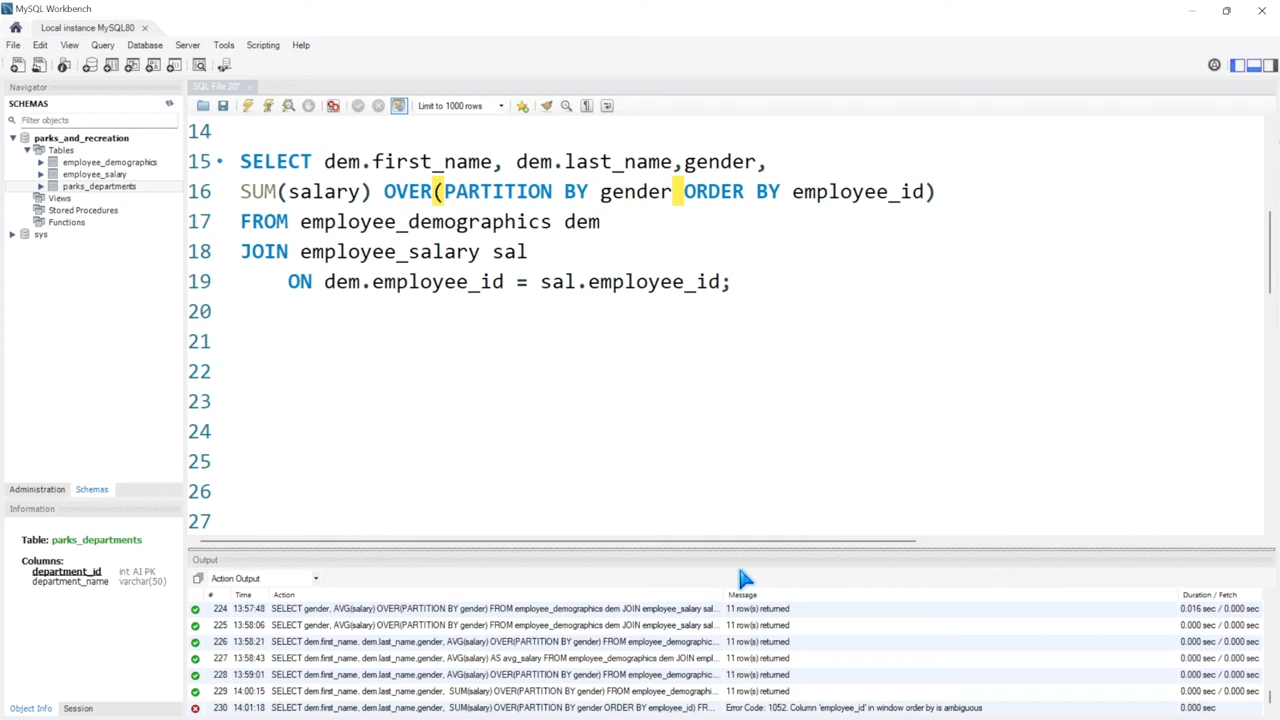 MySQL Workbench
Local instance MySQL80
File Edit View Query Database Server Tools Scripting Help
Navigator
SCHEMAS
Filter objects
parks_and_recreation
Tables
employee_demographics
employee_salary
parks_departments
Views
Stored Procedures
Functions
sys
Administration Schemas
Information
Table: parks_departments
Columns:
department_id int AI PK
department_name varchar(50)
Object Info Session
SQL File 20*
Limit to 1000 rows
14
15 SELECT dem.first_name, dem.last_name,gender,
16 SUM(salary) OVER(PARTITION BY gender ORDER BY employee_id)
17 FROM employee_demographics dem
18 JOIN employee_salary sal
19 ON dem.employee_id = sal.employee_id;
20
21
22
23
24
25
26
27
Output
Action Output
# Time Action Message Duration / Fetch
224 13:57:48 SELECT gender, AVG(salary) OVER(PARTITION BY gender) FROM employee_demographics dem JOIN employee_salary sal... 11 row(s) returned 0.016 sec / 0.000 sec
225 13:58:06 SELECT gender, AVG(salary) OVER(PARTITION BY gender) FROM employee_demographics dem JOIN employee_salary sal... 11 row(s) returned 0.000 sec / 0.000 sec
226 13:58:21 SELECT dem.first_name, dem.last_name,gender, AVG(salary) OVER(PARTITION BY gender) FROM employee_demographic... 11 row(s) returned 0.000 sec / 0.000 sec
227 13:58:43 SELECT dem.first_name, dem.last_name,gender, AVG(salary) AS avg_salary FROM employee_demographics dem JOIN empl... 11 row(s) returned 0.000 sec / 0.000 sec
228 13:59:01 SELECT dem.first_name, dem.last_name,gender, AVG(salary) OVER(PARTITION BY gender) FROM employee_demographic... 11 row(s) returned 0.000 sec / 0.000 sec
229 14:00:15 SELECT dem.first_name, dem.last_name,gender, SUM(salary) OVER(PARTITION BY gender) FROM employee_demographi... 11 row(s) returned 0.000 sec / 0.000 sec
230 14:01:18 SELECT dem.first_name, dem.last_name,gender, SUM(salary) OVER(PARTITION BY gender ORDER BY employee_id) FR... Error Code: 1052. Column 'employee_id' in window order by is ambiguous 0.000 sec